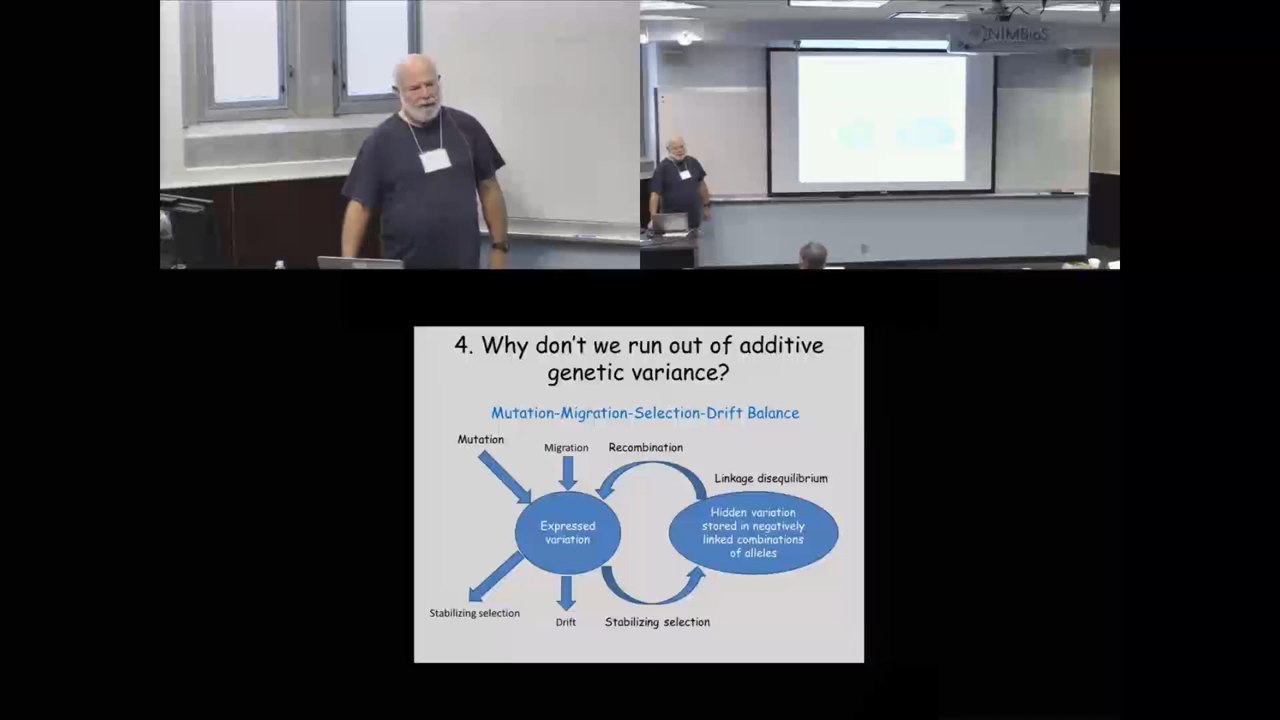 NIMBioS
4. Why don't we run out of additive
genetic variance?
Mutation-Migration-Selection-Drift Balance
Mutation
Migration
Recombination
Linkage disequilibrium
Expressed
variation
Hidden variation
stored in negatively
linked combinations
of alleles
Stabilizing selection
Drift
Stabilizing selection